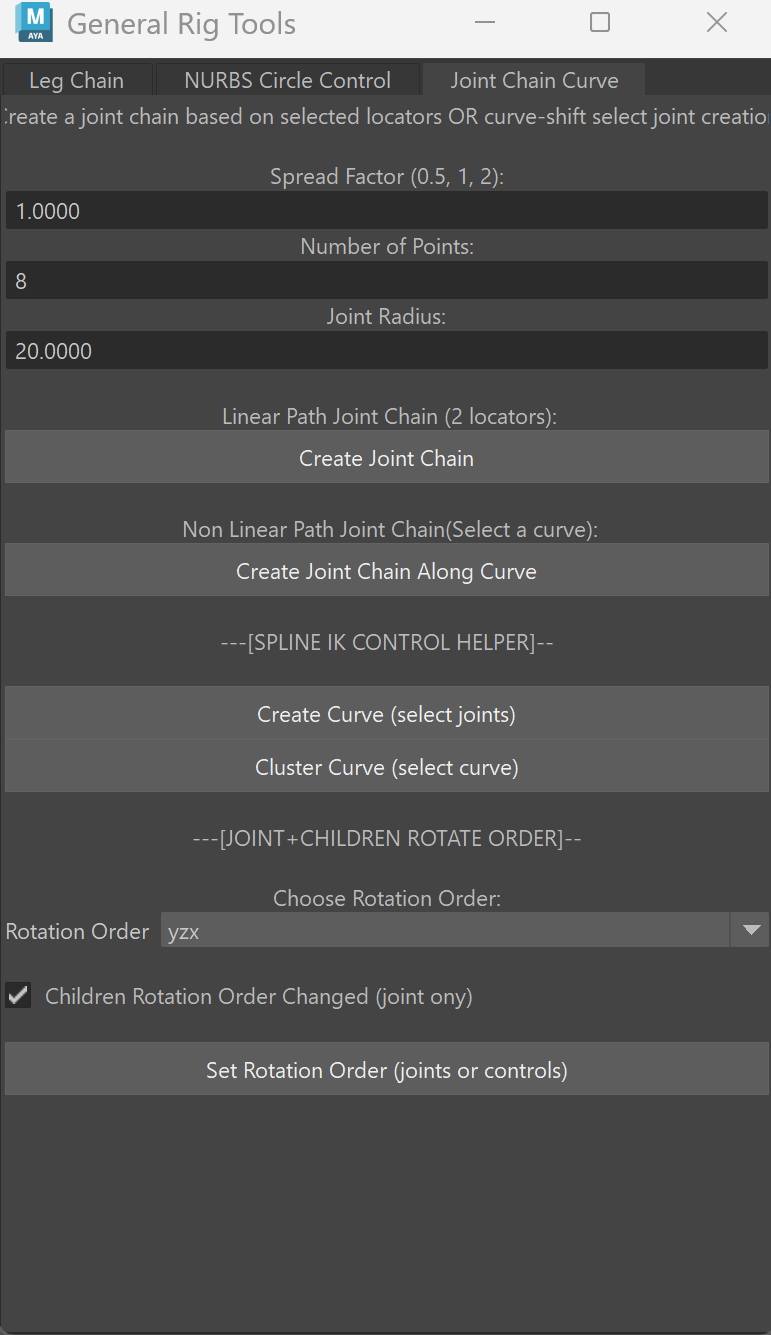 M
AYA
General Rig Tools
Leg Chain
NURBS Circle Control
Joint Chain Curve
reate a joint chain based on selected locators OR curve-shift select joint creatio
Spread Factor (0.5, 1, 2):
1.0000
Number of Points:
8
Joint Radius:
20.0000
Linear Path Joint Chain (2 locators):
Create Joint Chain
Non Linear Path Joint Chain(Select a curve):
Create Joint Chain Along Curve
---[SPLINE IK CONTROL HELPER]--
Create Curve (select joints)
Cluster Curve (select curve)
---[JOINT+CHILDREN ROTATE ORDER]--
Choose Rotation Order:
Rotation Order
yzx
Children Rotation Order Changed (joint ony)
Set Rotation Order (joints or controls)